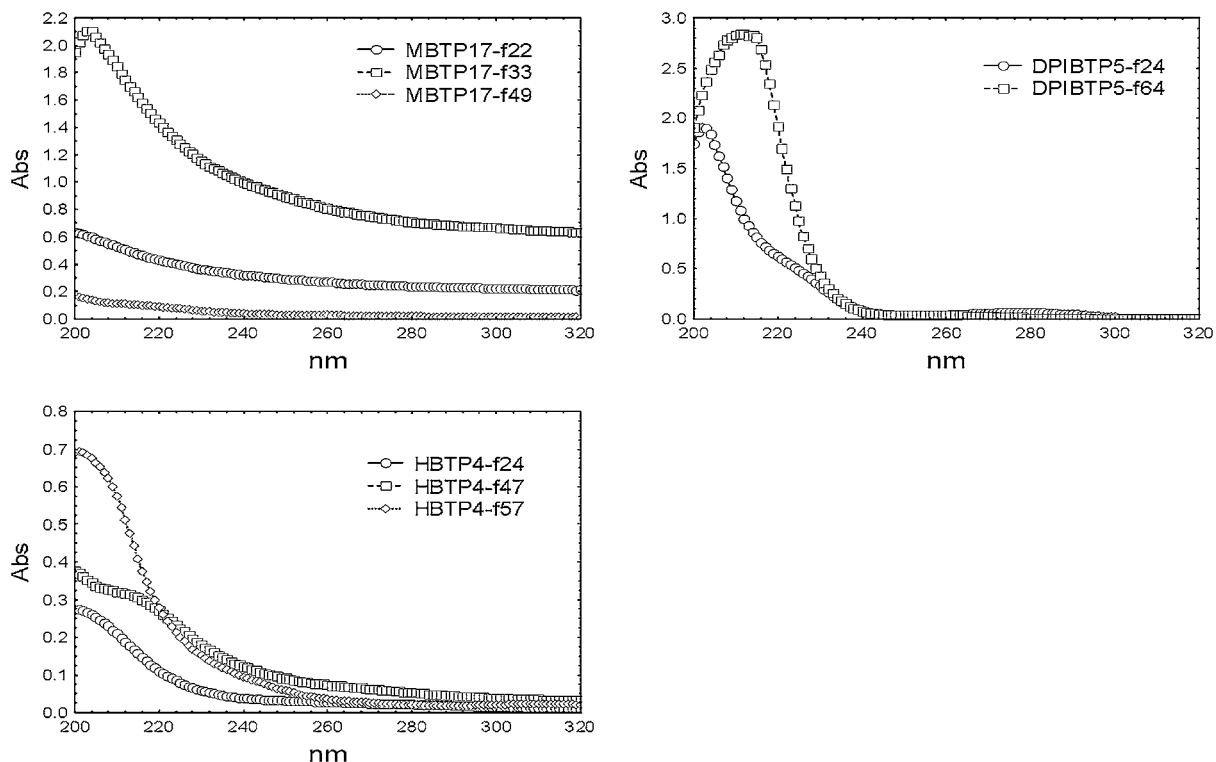 2.2
2.0
1.8
1.6
1.4
1.2
1.0
0.8
0.6
0.4
0.2
0.0
Abs
MBTP17-f22
MBTP17-f33
MBTP17-f49
200 220 240 260 280 300 320
nm
3.0
2.5
2.0
1.5
1.0
0.5
0.0
Abs
DPIBTP5-f24
DPIBTP5-f64
200 220 240 260 280 300 320
nm
0.8
0.7
0.6
0.5
0.4
0.3
0.2
0.1
0.0
Abs
HBTP4-f24
HBTP4-f47
HBTP4-f57
200 220 240 260 280 300 320
nm